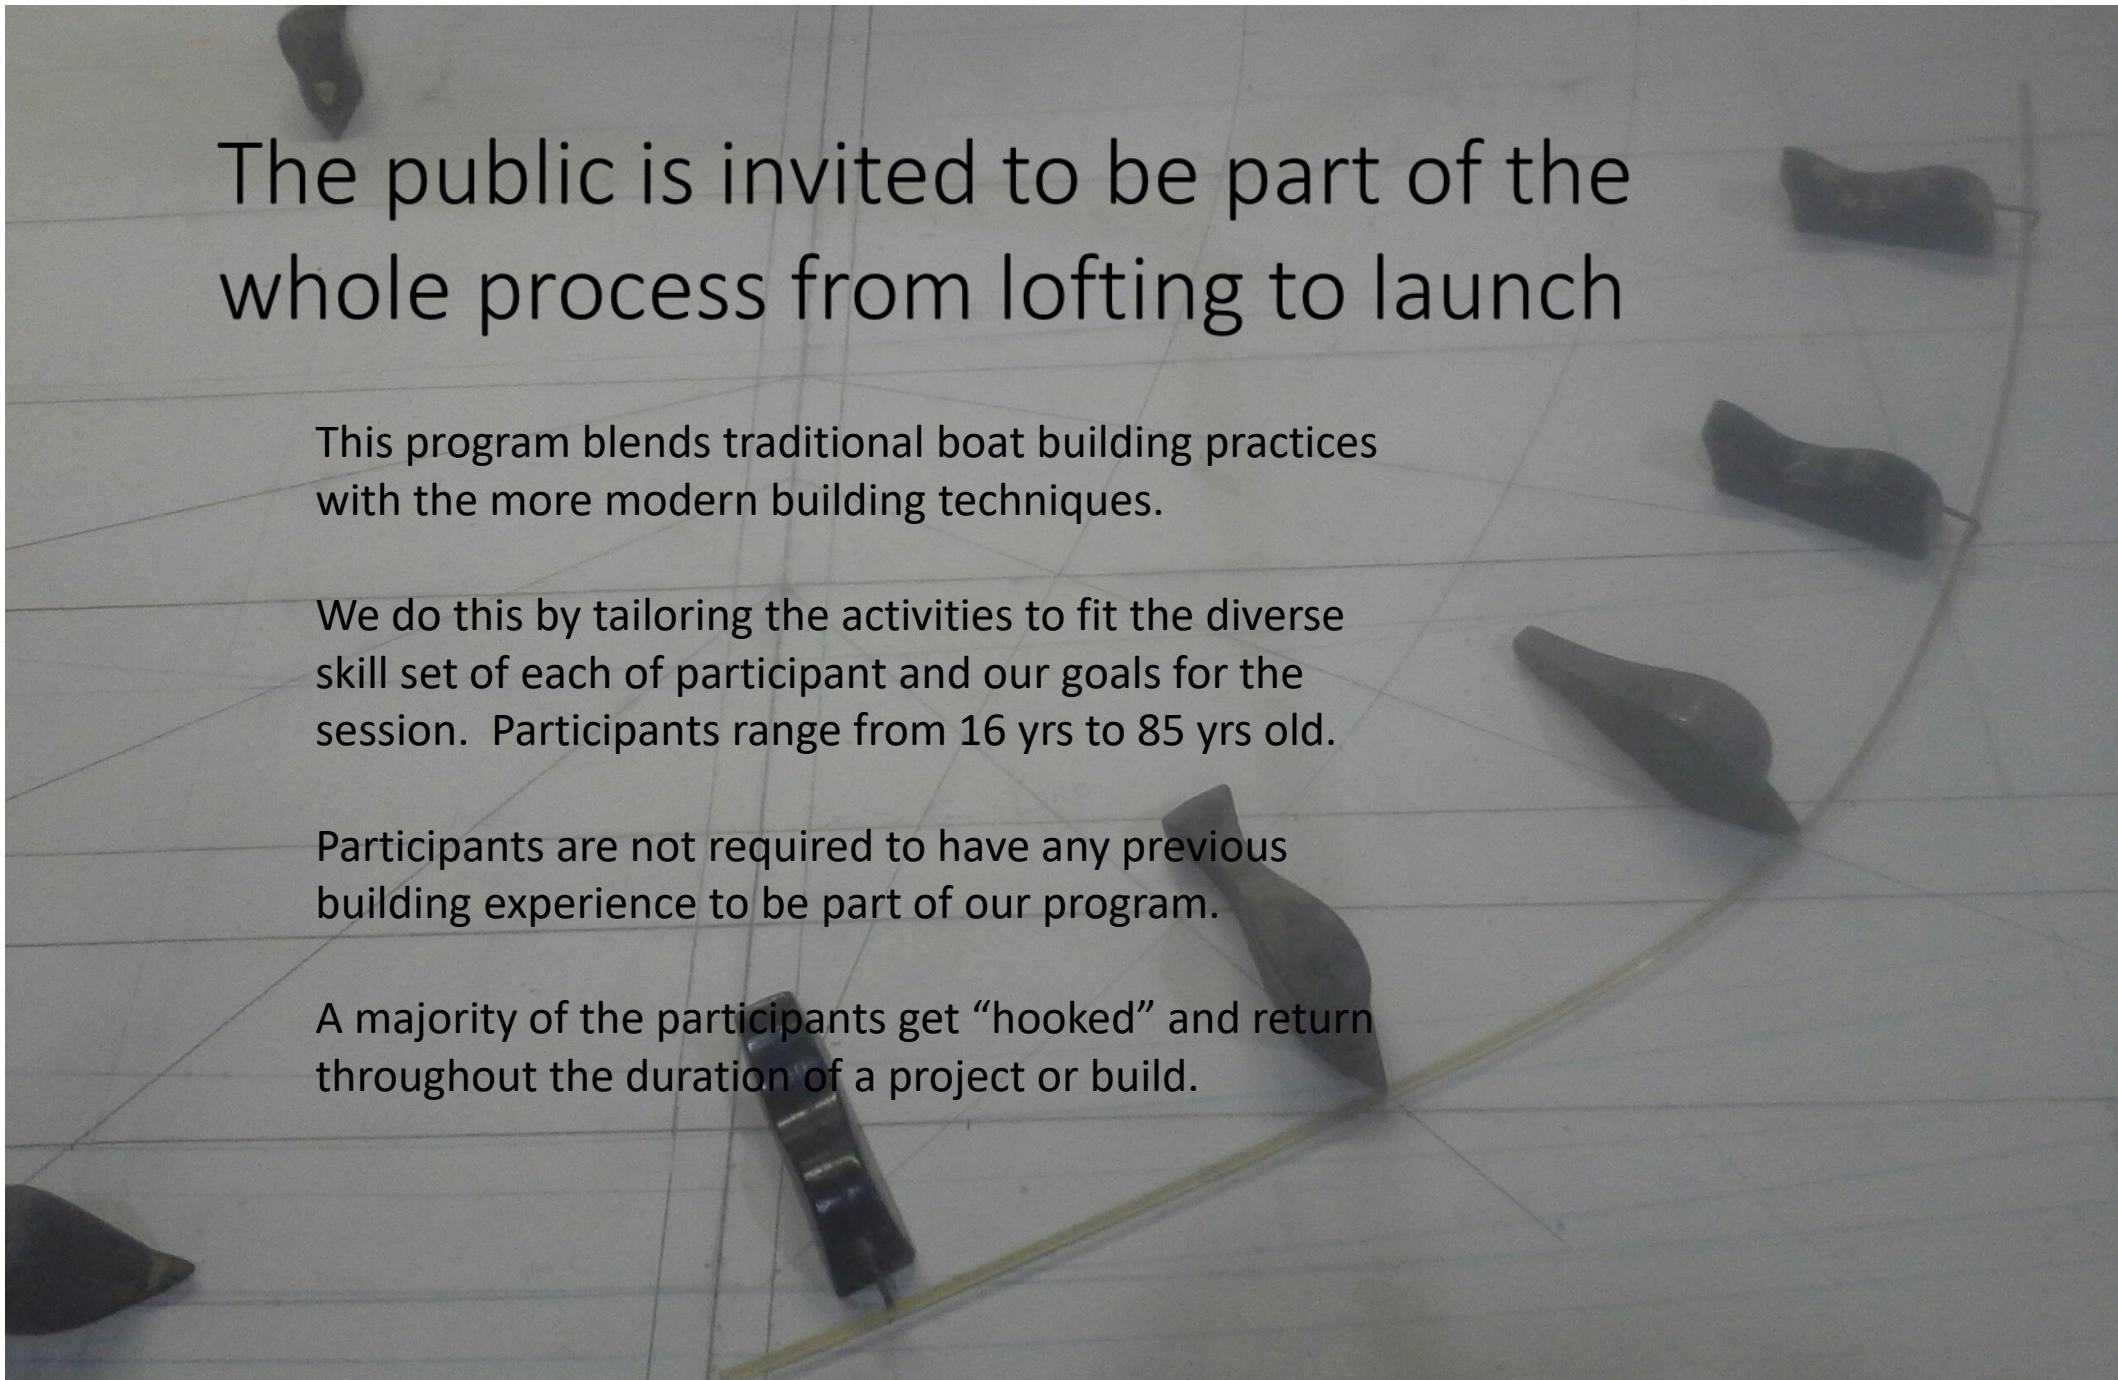 The public is invited to be part of the
whole process from lofting to launch
This program blends traditional boat building practices
with the more modern building techniques.
We do this by tailoring the activities to fit the diverse
skill set of each of participant and our goals for the
session.  Participants range from 16 yrs to 85 yrs old.
Participants are not required to have any previous
building experience to be part of our program.
A majority of the participants get “hooked” and return
throughout the duration of a project or build.